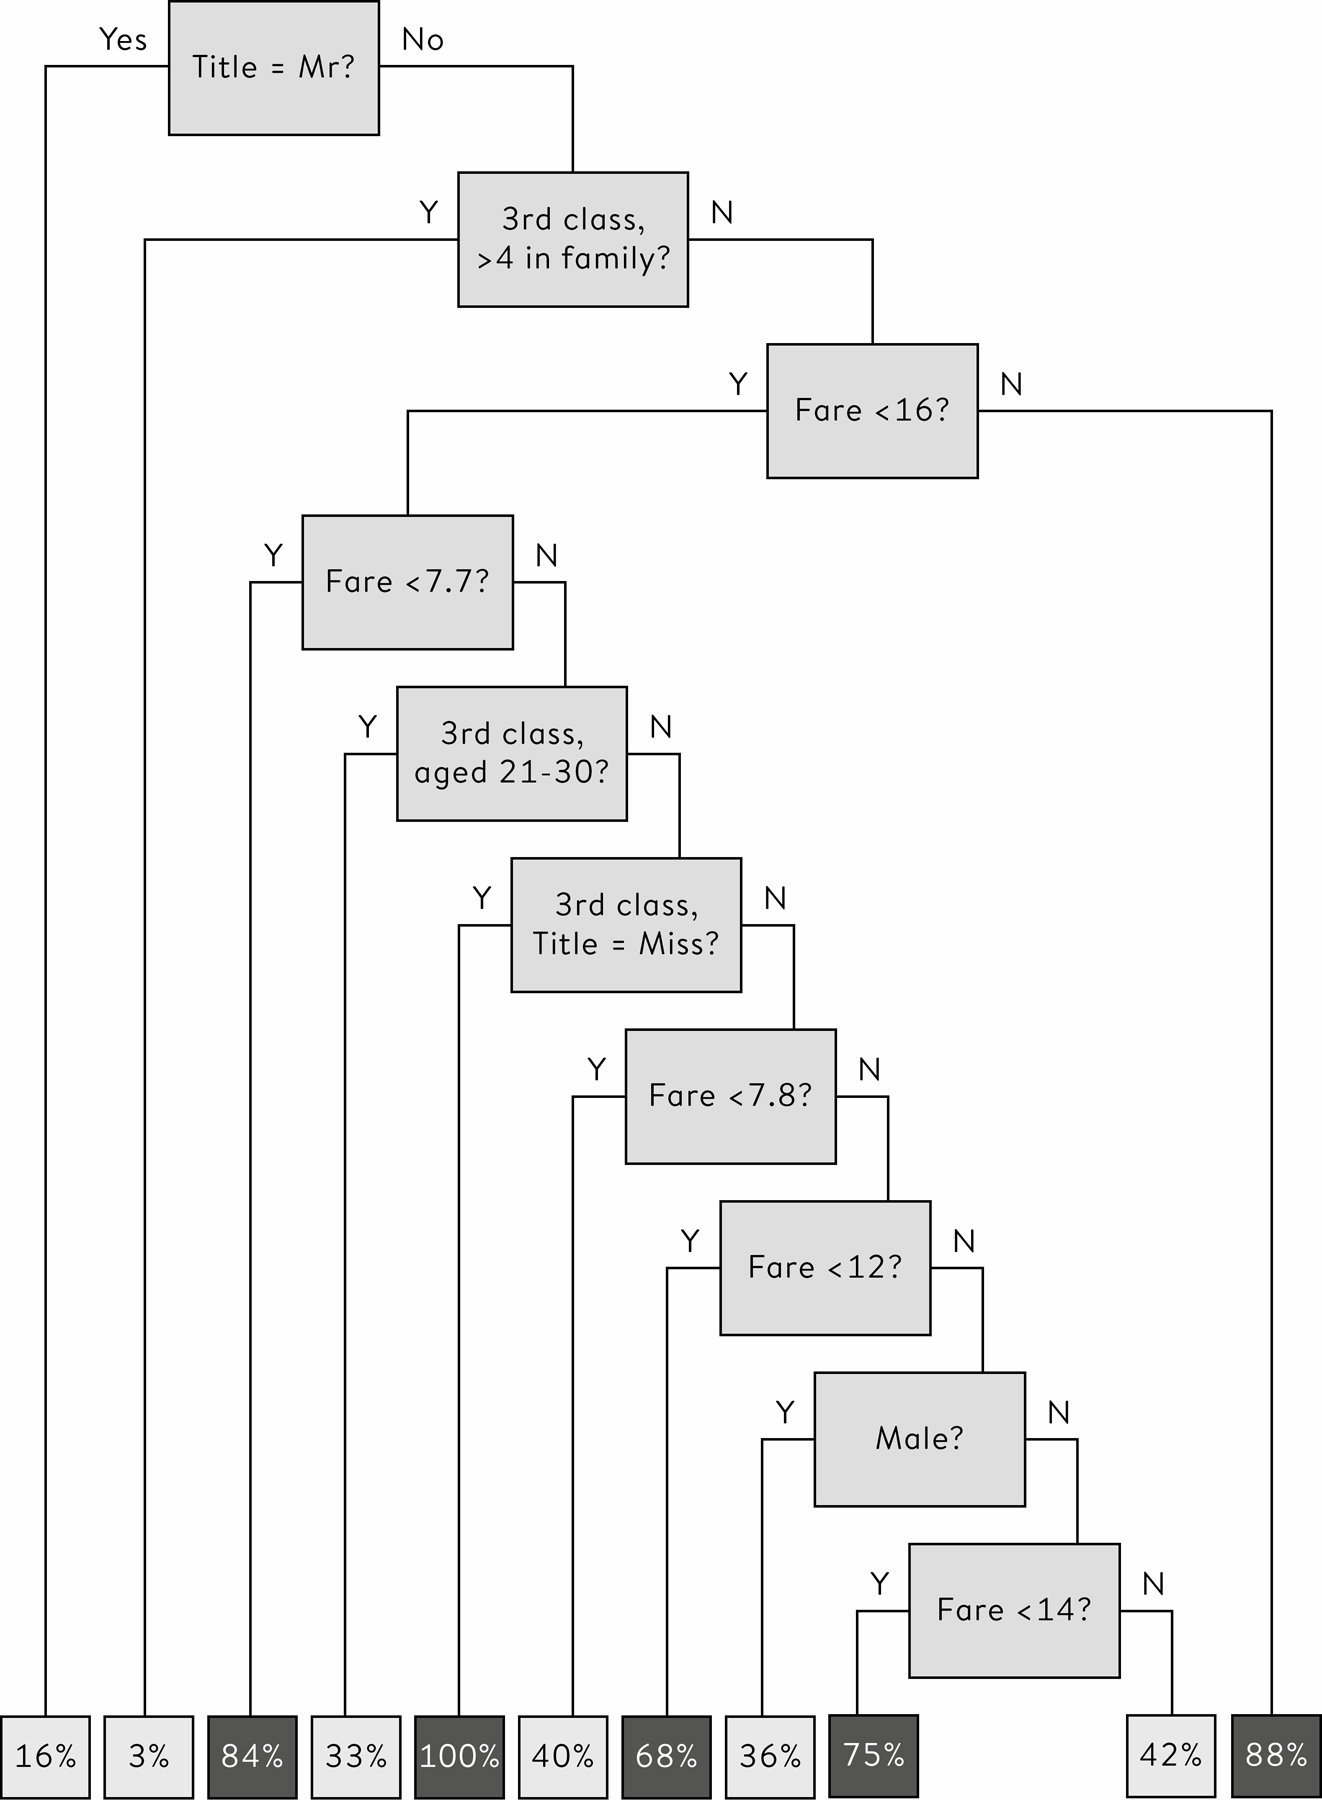 Yes
Title = Mr?
No
Y
3rd class,
>4 in family?
N
Y
Fare <16?
N
Y
Fare <7.7?
N
Y
3rd class,
aged 21-30?
N
Y
3rd class,
Title = Miss?
N
Y
Fare <7.8?
N
Y
Fare <12?
N
Y
Male?
N
Y
Fare <14?
N
16%
3%
84%
33%
100%
40%
68%
36%
75%
42%
88%